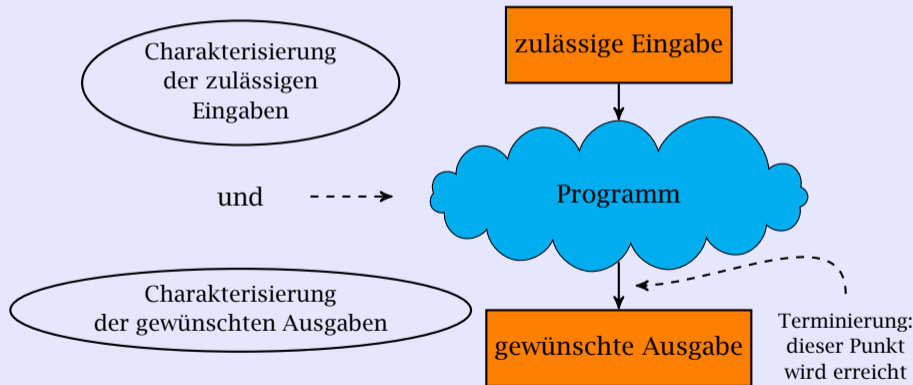 Charakterisierung
der zulässigen
Eingaben
zulässige Eingabe
und
Programm
Charakterisierung
der gewünschten Ausgaben
gewünschte Ausgabe
Terminierung:
dieser Punkt
wird erreicht